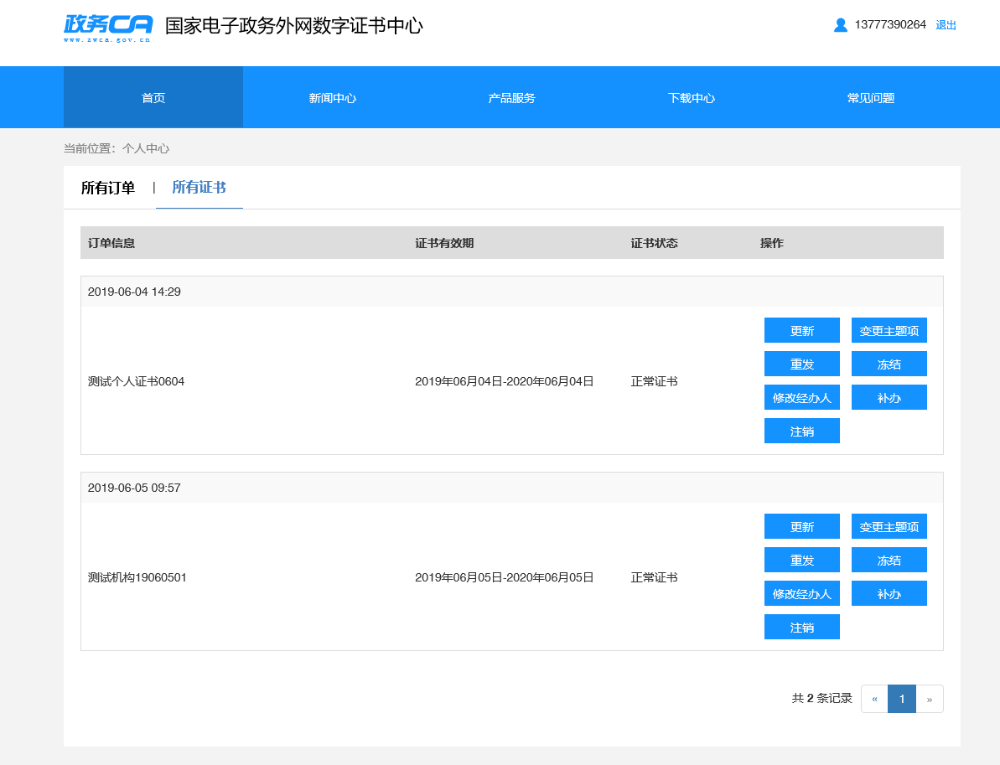 政务CA 国家电子政务外网数字证书中心 13777390264 退出
www.zwca.gov.cn
首页 新闻中心 产品服务 下载中心 常见问题
当前位置：个人中心
所有订单 | 所有证书
订单信息 证书有效期 证书状态 操作
2019-06-04 14:29
更新 变更主题项
重发 冻结
测试个人证书0604 2019年06月04日-2020年06月04日 正常证书
修改经办人 补办
注销
2019-06-05 09:57
更新 变更主题项
重发 冻结
测试机构19060501 2019年06月05日-2020年06月05日 正常证书
修改经办人 补办
注销
共 2 条记录 « 1 »